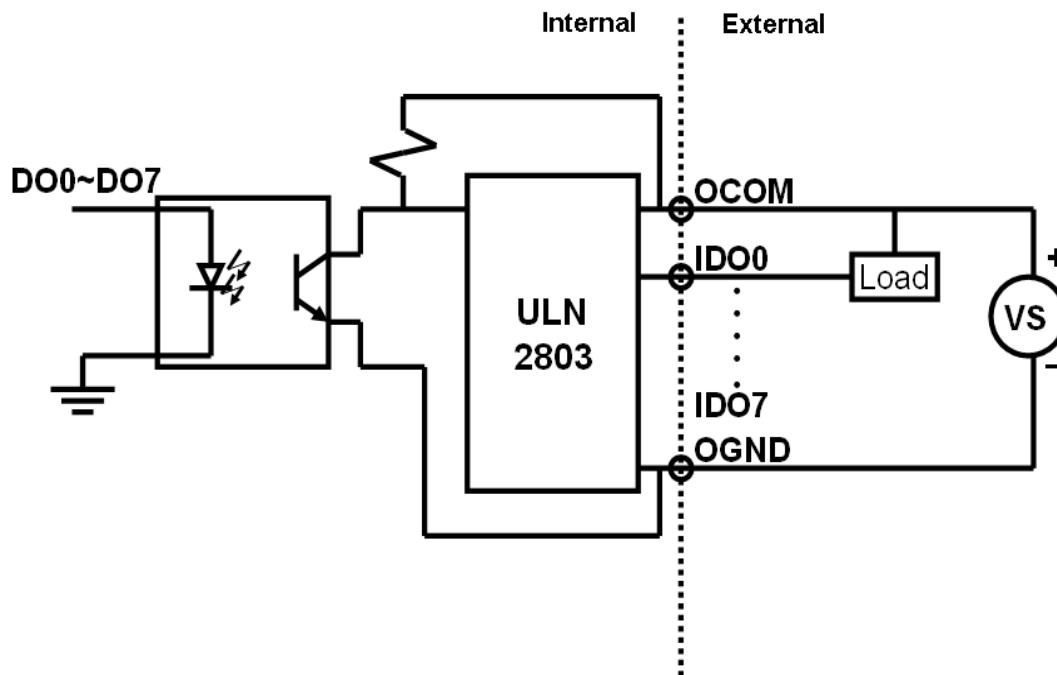 Internal
External
DO0~DO7
OCOM
IDO0
Load
+
VS
−
ULN
2803
IDO7
OGND